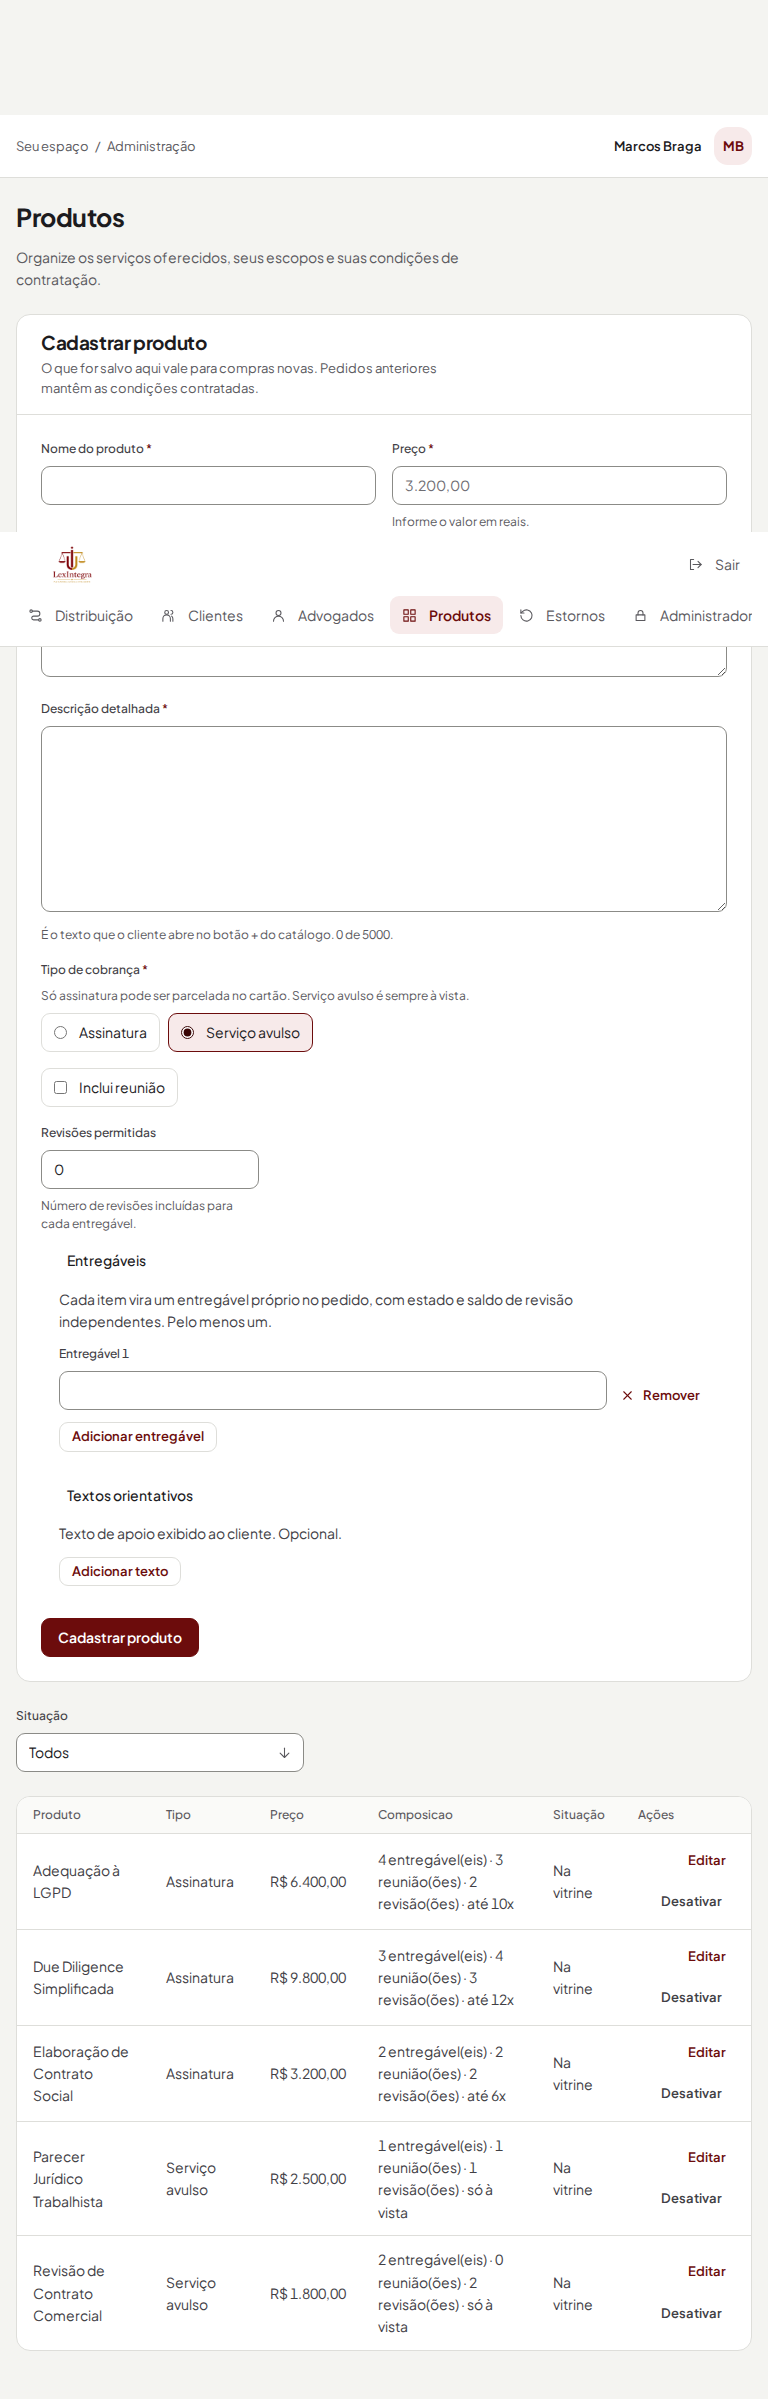 Seu espaço / Administração
Marcos Braga MB
Produtos
Organize os serviços oferecidos, seus escopos e suas condições de
contratação.
Cadastrar produto
O que for salvo aqui vale para compras novas. Pedidos anteriores
mantêm as condições contratadas.
Nome do produto * Preço *
3.200,00
Informe o valor em reais.
LexIntegra
Sair
Distribuição Clientes Advogados Produtos Estornos Administrador
Descrição detalhada *
É o texto que o cliente abre no botão + do catálogo. 0 de 5000.
Tipo de cobrança *
Só assinatura pode ser parcelada no cartão. Serviço avulso é sempre à vista.
Assinatura Serviço avulso
Inclui reunião
Revisões permitidas
0
Número de revisões incluídas para
cada entregável.
Entregáveis
Cada item vira um entregável próprio no pedido, com estado e saldo de revisão
independentes. Pelo menos um.
Entregável 1
Remover
Adicionar entregável
Textos orientativos
Texto de apoio exibido ao cliente. Opcional.
Adicionar texto
Cadastrar produto
Situação
Todos
Produto Tipo Preço Composicao Situação Ações
Adequação à
LGPD
Assinatura
R$ 6.400,00
4 entregável(eis) · 3
reunião(ões) · 2
revisão(ões) · até 10x
Na
vitrine
Editar
Desativar
Due Diligence
Simplificada
Assinatura
R$ 9.800,00
3 entregável(eis) · 4
reunião(ões) · 3
revisão(ões) · até 12x
Na
vitrine
Editar
Desativar
Elaboração de
Contrato
Social
Assinatura
R$ 3.200,00
2 entregável(eis) · 2
reunião(ões) · 2
revisão(ões) · até 6x
Na
vitrine
Editar
Desativar
Parecer
Jurídico
Trabalhista
Serviço
avulso
R$ 2.500,00
1 entregável(eis) · 1
reunião(ões) · 1
revisão(ões) · só à
vista
Na
vitrine
Editar
Desativar
Revisão de
Contrato
Comercial
Serviço
avulso
R$ 1.800,00
2 entregável(eis) · 0
reunião(ões) · 2
revisão(ões) · só à
vista
Na
vitrine
Editar
Desativar